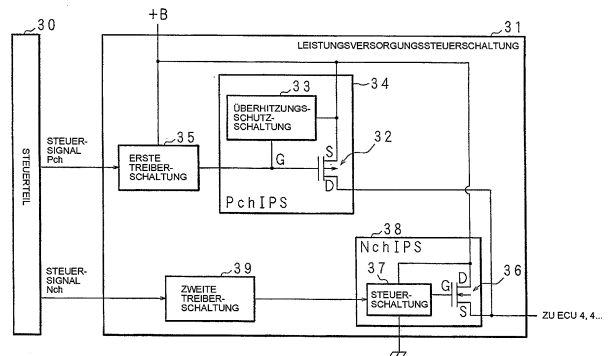 30
+B
31
LEISTUNGSVERSORGUNGSSTEUERSCHALTUNG
34
33
ÜBERHITZUNGS-
SCHUTZ-
SCHALTUNG
STEUERTEIL
STEUER-
SIGNAL
Pch
35
ERSTE
TREIBER-
SCHALTUNG
G
S
32
D
PchIPS
38
NchIPS
STEUER-
SIGNAL
Nch
39
ZWEITE
TREIBER-
SCHALTUNG
37
STEUER-
SCHALTUNG
G
D
36
S
ZU ECU 4, 4...